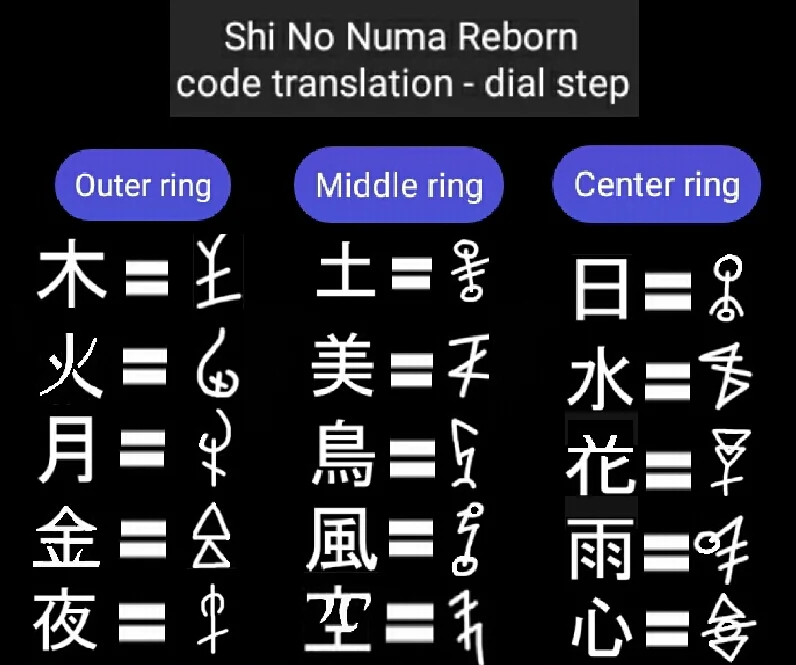 Shi No Numa Reborn
code translation - dial step
Outer ring Middle ring Center ring
木 = 土 = 日 =
火 = 美 = 水 =
月 = 鳥 = 花 =
金 = 風 = 雨 =
夜 = 空 = 心 =